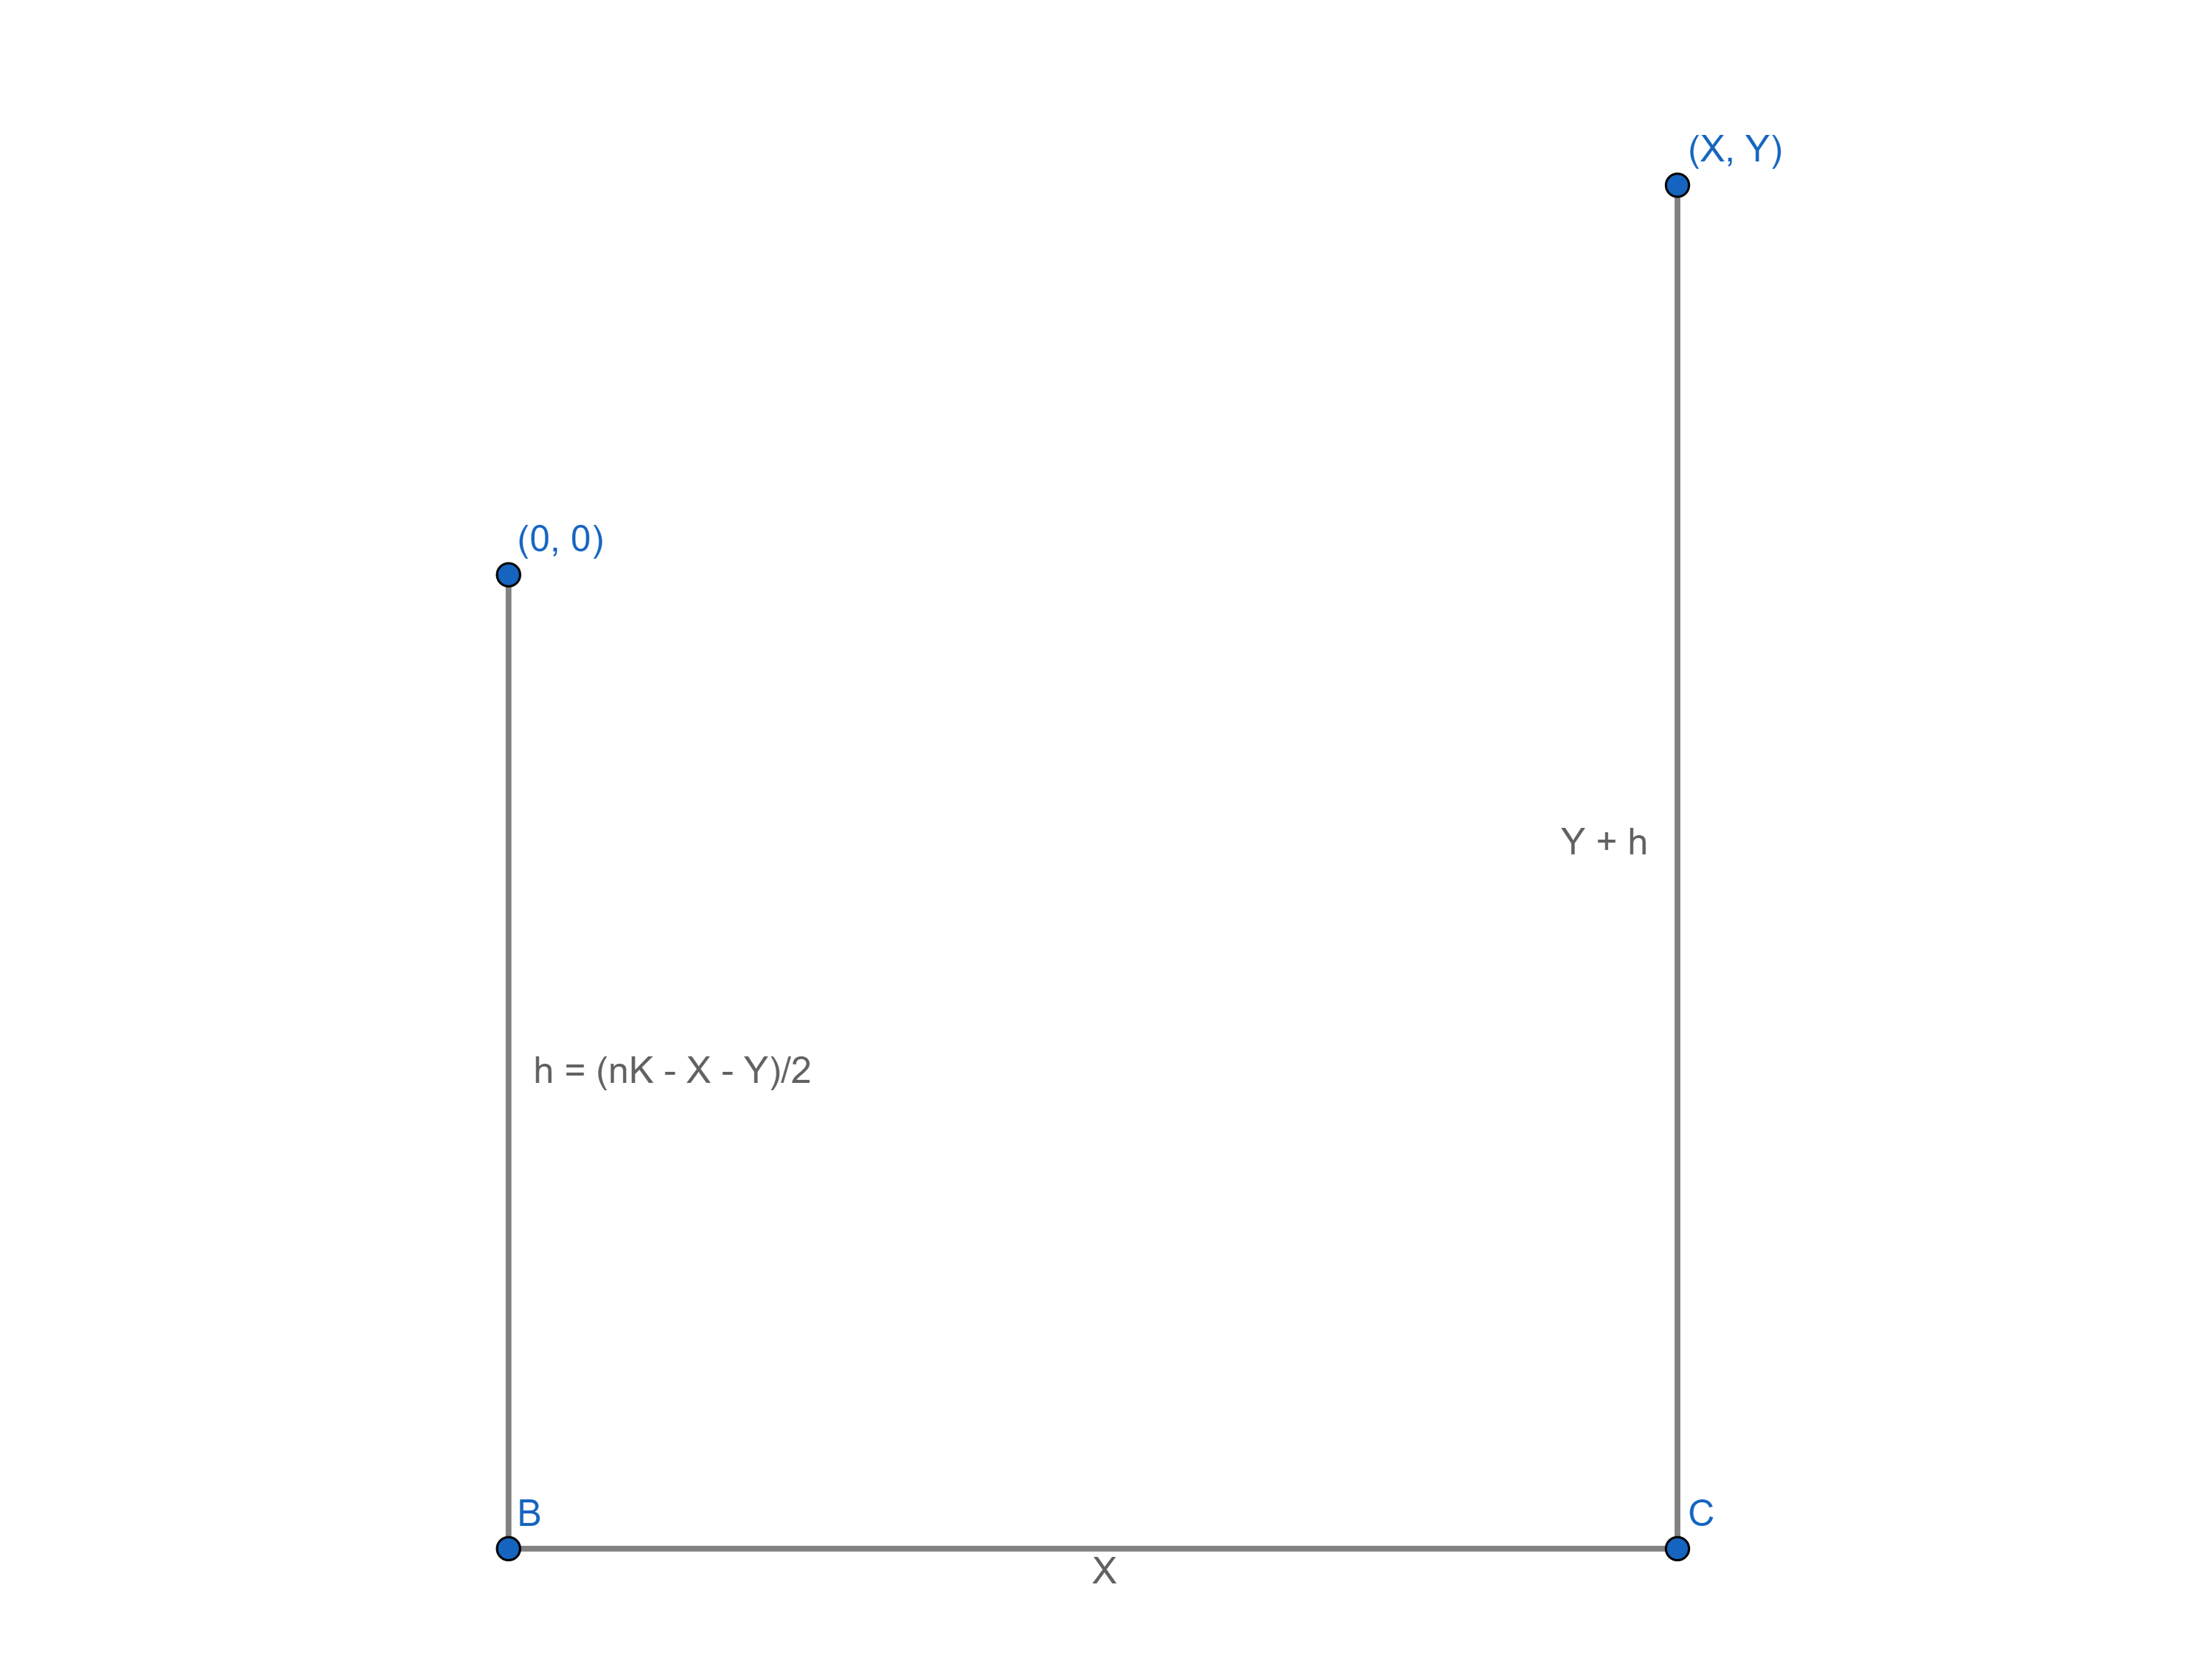 (X, Y)
(0, 0)
Y + h
h = (nK - X - Y)/2
B
C
X